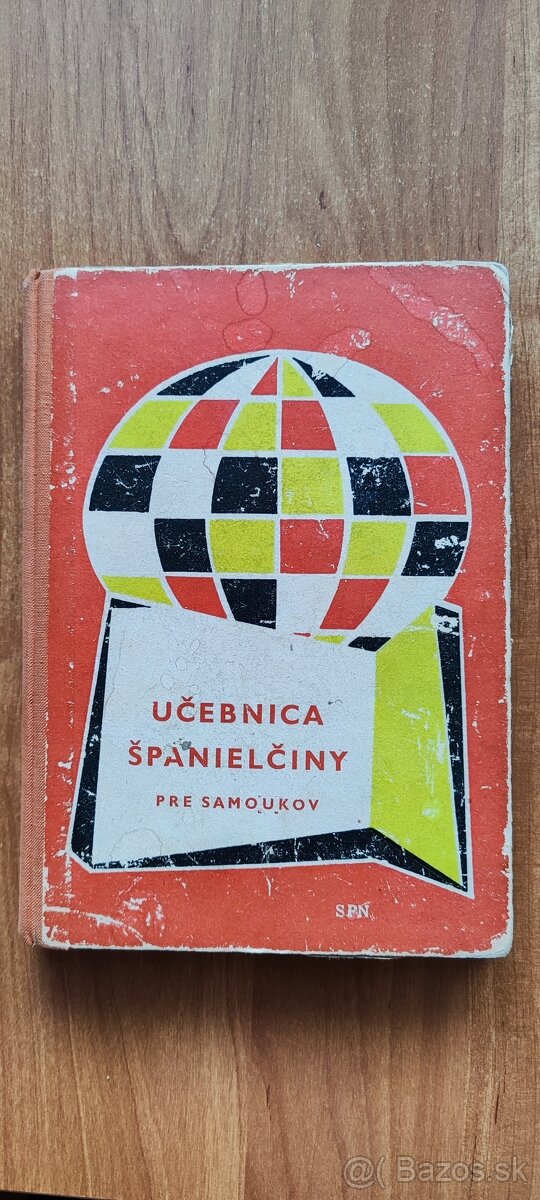 UČEBNICA
ŠPANIELČINY
PRE SAMOUKOV
SPN
@ Bazos.sk